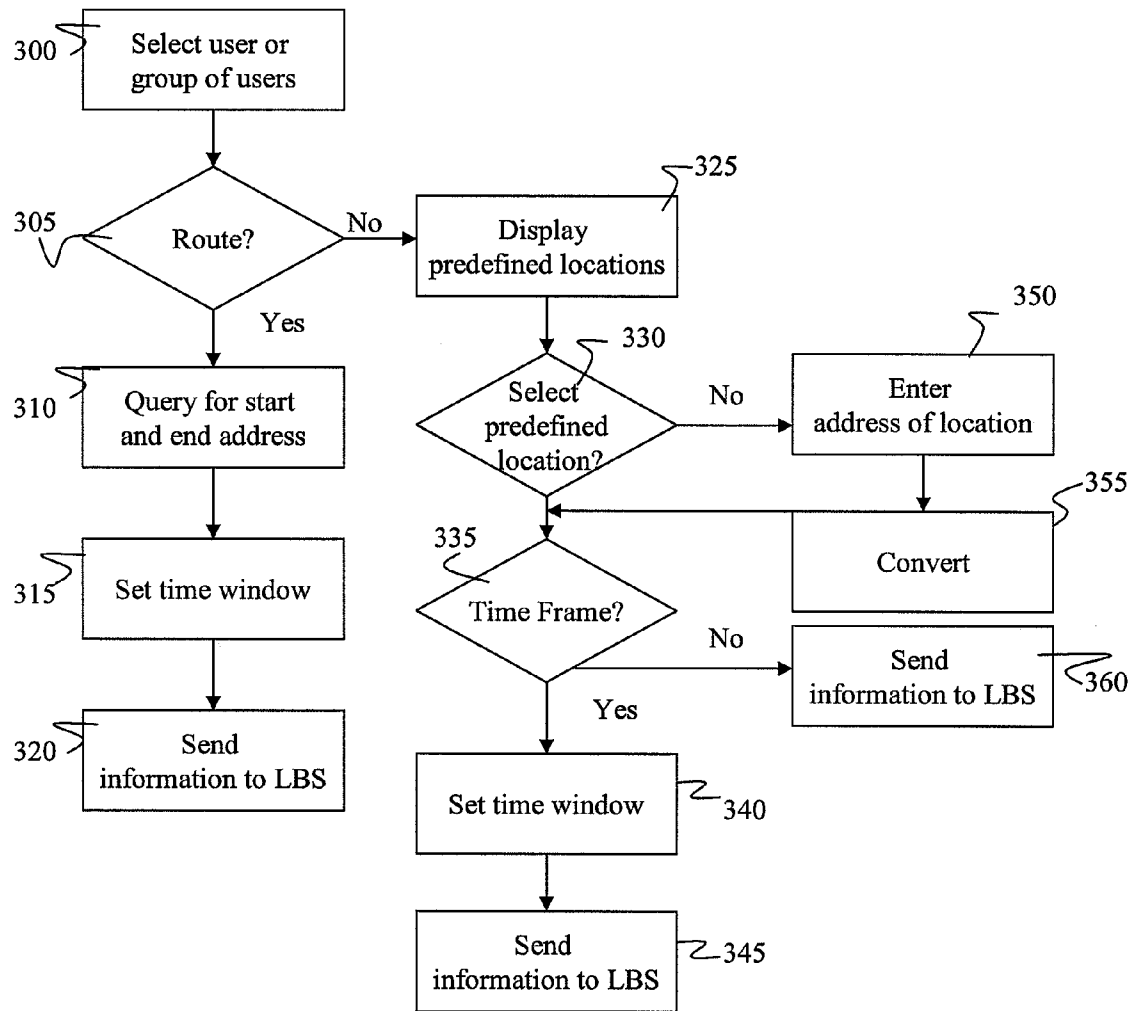 300
Select user or
group of users
305
Route?
No
Yes
325
Display
predefined locations
310
Query for start
and end address
330
Select
predefined
location?
No
350
Enter
address of location
355
Convert
315
Set time window
335
Time Frame?
No
Yes
Send
information to LBS
360
320
Send
information to LBS
Set time window
340
Send
information to LBS
345